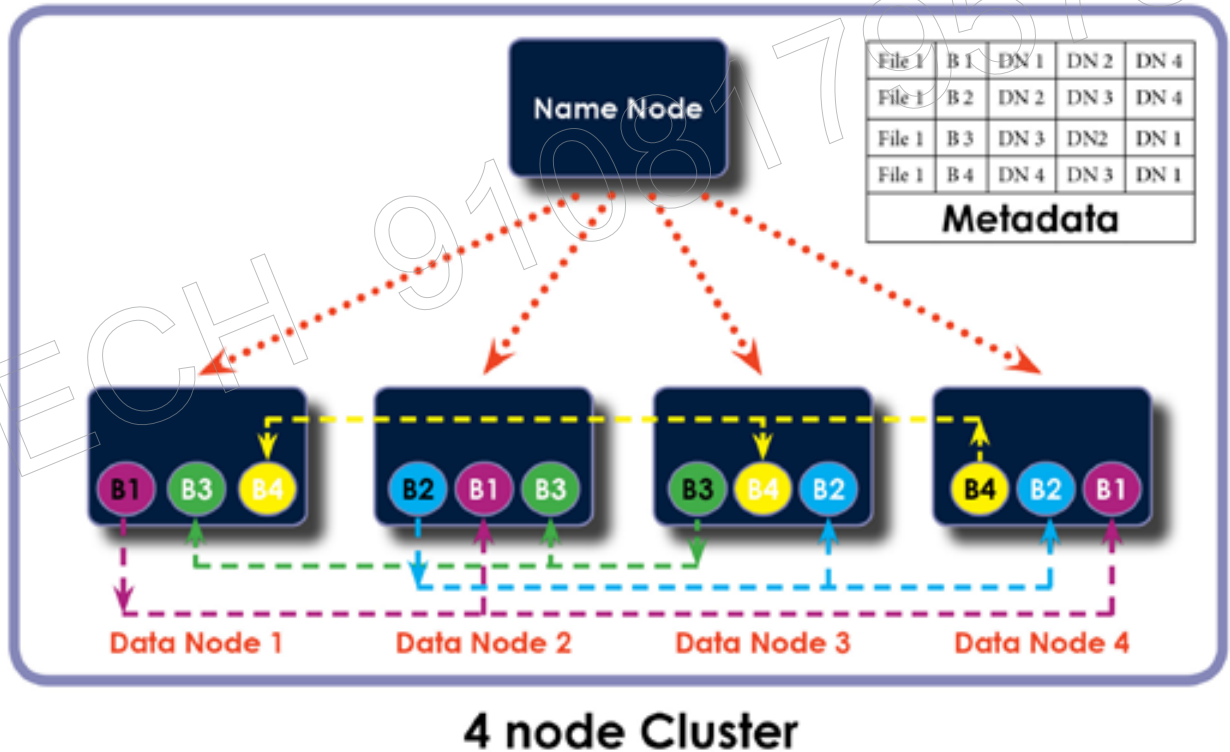 Name Node
File 1 B 1 DN 1 DN 2 DN 4
File 1 B 2 DN 2 DN 3 DN 4
File 1 B 3 DN 3 DN2 DN 1
File 1 B 4 DN 4 DN 3 DN 1
Metadata
ECH 91081795
B1 B3 B4
B2 B1 B3
B3 B4 B2
B4 B2 B1
Data Node 1
Data Node 2
Data Node 3
Data Node 4
4 node Cluster